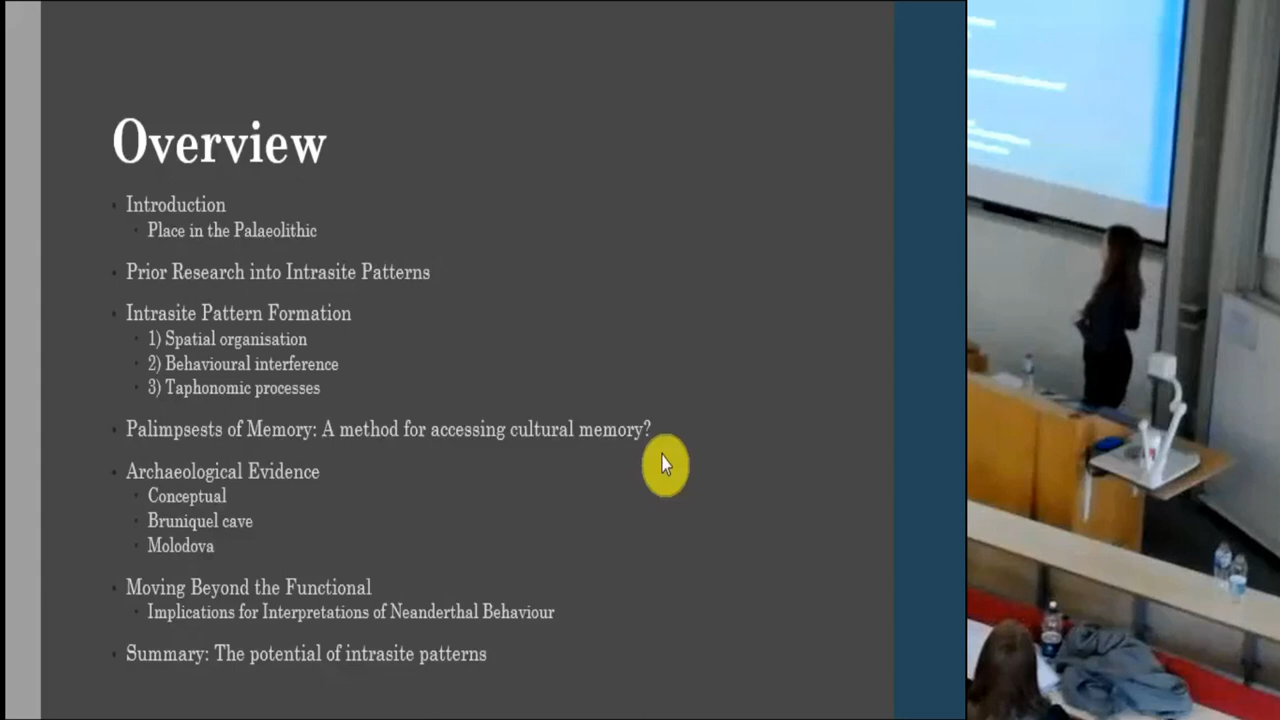 Overview
Introduction
Place in the Palaeolithic
Prior Research into Intrasite Patterns
Intrasite Pattern Formation
1) Spatial organisation
2) Behavioural interference
3) Taphonomic processes
Palimpsests of Memory: A method for accessing cultural memory?
Archaeological Evidence
Conceptual
Bruniquel cave
Molodova
Moving Beyond the Functional
Implications for Interpretations of Neanderthal Behaviour
Summary: The potential of intrasite patterns